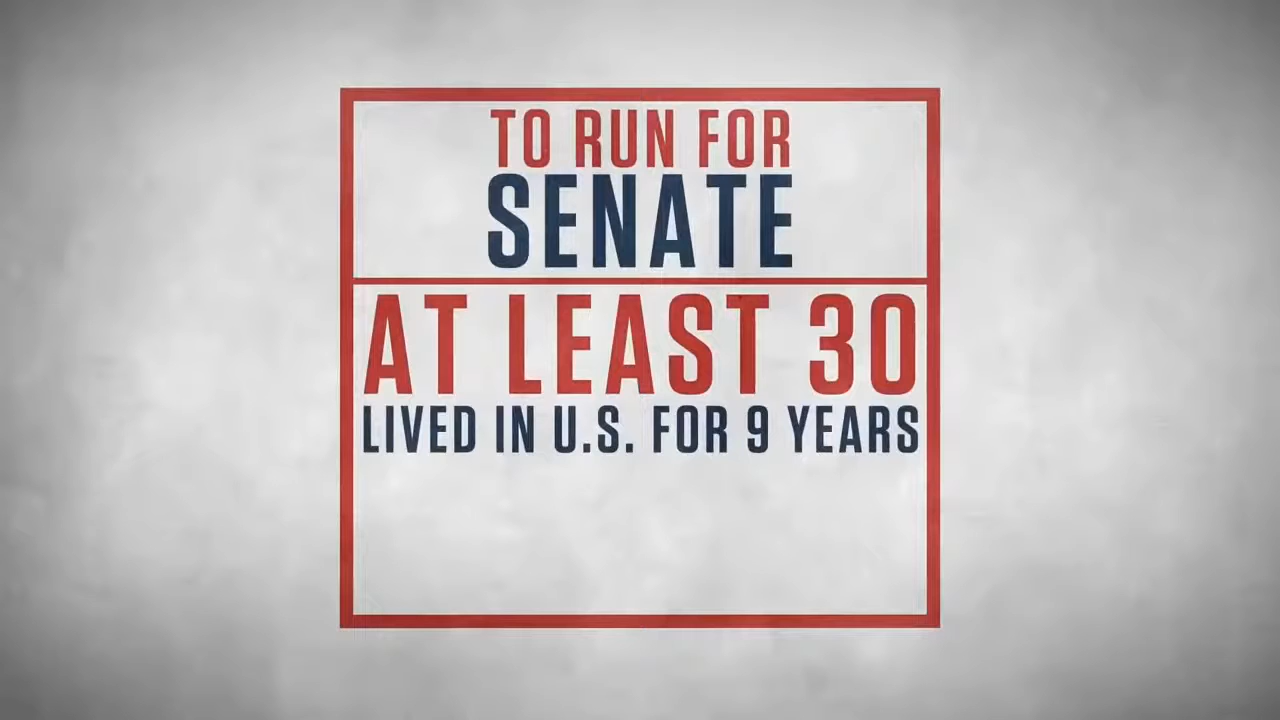 TO RUN FOR
SENATE
AT LEAST 30
LIVED IN U.S. FOR 9 YEARS